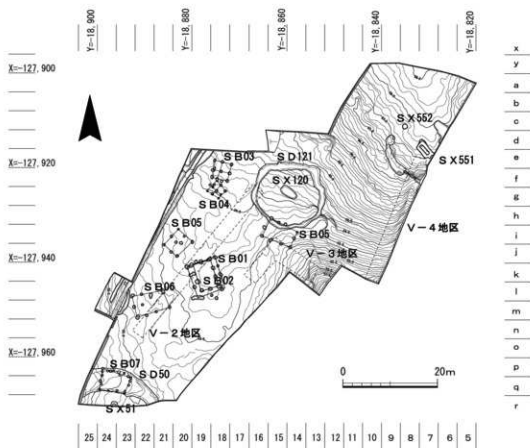 Y=-18,900
Y=-18,880
Y=-18,860
Y=-18,840
Y=-18,820
X=-127,900
X=-127,920
X=-127,940
X=-127,960
x
y
a
b
c
d
e
f
g
h
i
j
k
l
m
n
o
p
q
r
SX552
SX551
SB03
SD121
SX120
SB04
SB05
SB05
V-4地区
V-3地区
SB01
SB02
SB06
V-2地区
SB07
SD50
SX51
0
20m
25 24 23 22 21 20 19 18 17 16 15 14 13 12 11 10 9 8 7 6 5